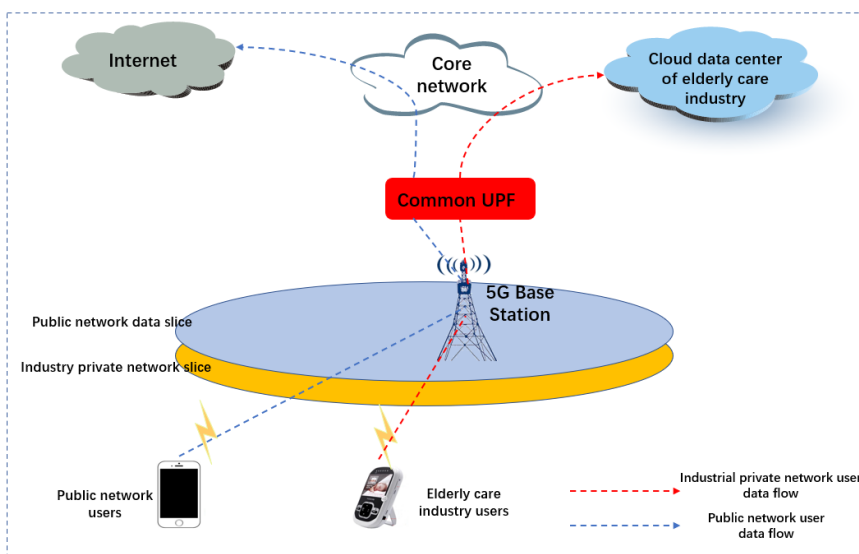 Internet
Core
network
Cloud data center
of elderly care
industry
Common UPF
5G Base
Station
Public network data slice
Industry private network slice
Public network
users
Elderly care
industry users
Industrial private network user
data flow
Public network user
data flow